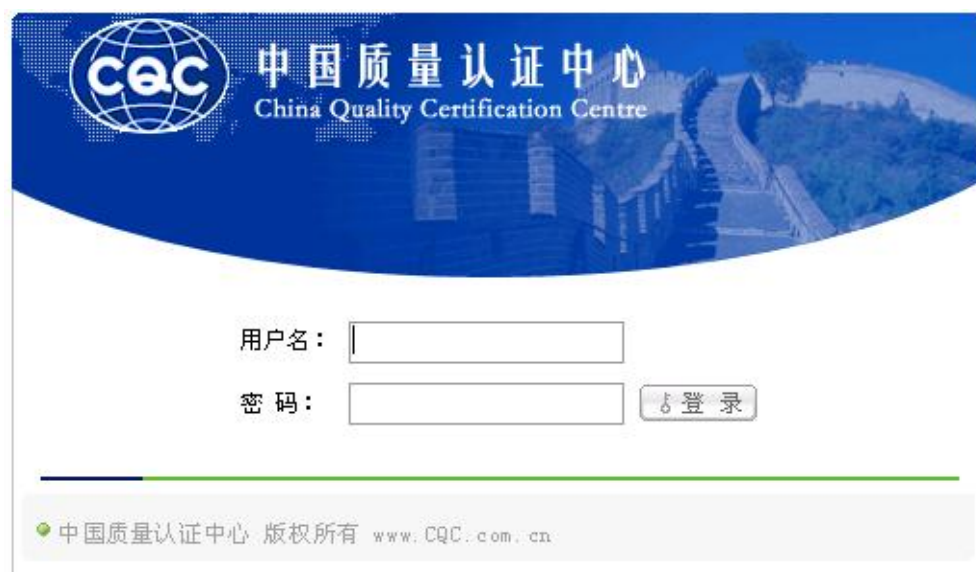 CQC
中国质量认证中心
China Quality Certification Centre
用户名：
密 码：
登 录
中国质量认证中心 版权所有 www.CQC.com.cn